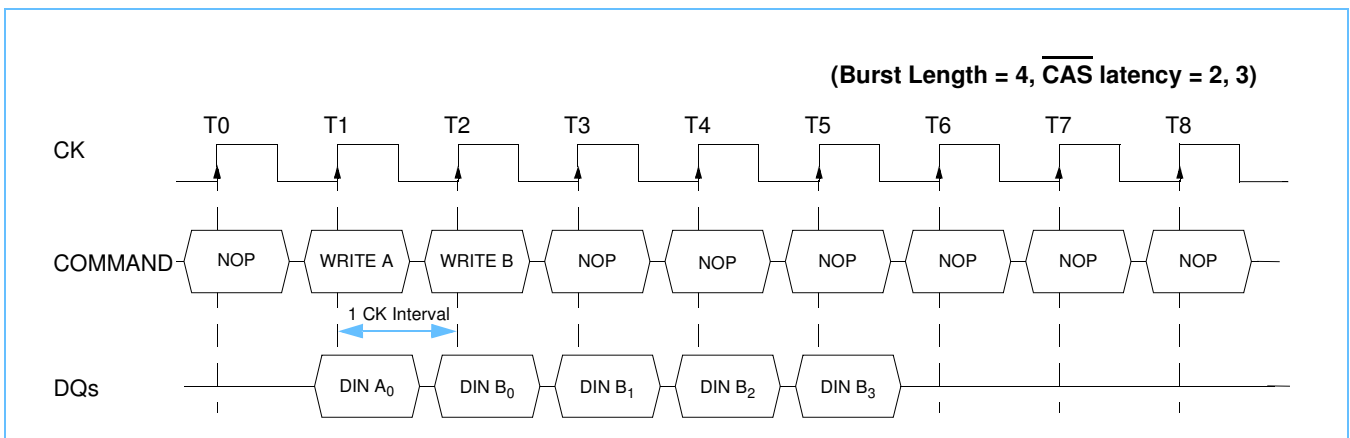 (Burst Length = 4, CAS latency = 2, 3)
T0 T1 T2 T3 T4 T5 T6 T7 T8
CK
COMMAND NOP WRITE A WRITE B NOP NOP NOP NOP NOP NOP
1 CK Interval
DQs DIN A0 DIN B0 DIN B1 DIN B2 DIN B3